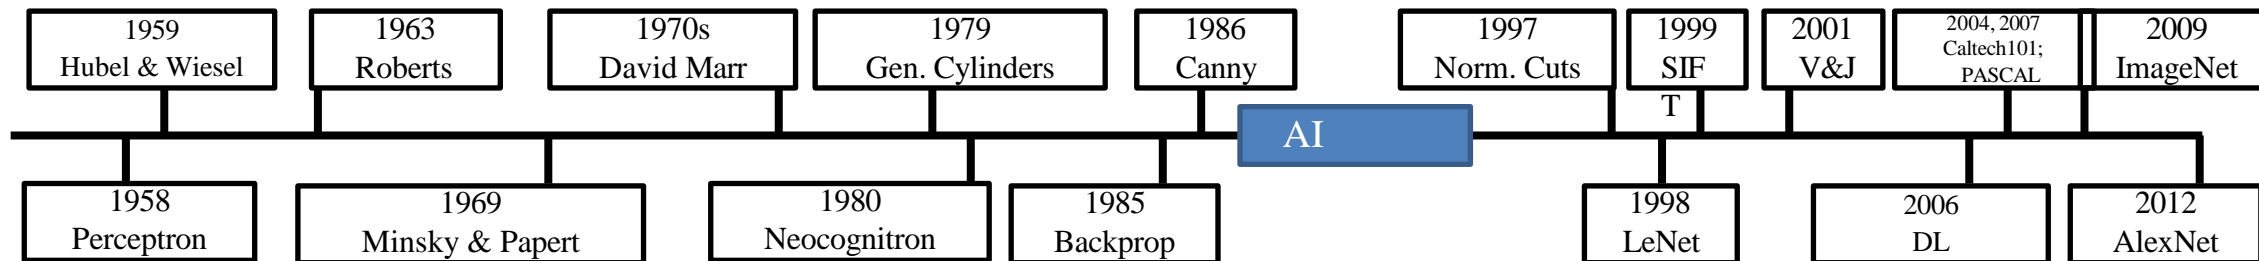 1959
Hubel & Wiesel
1963
Roberts
1970s
David Marr
1979
Gen. Cylinders
1986
Canny
1997
Norm. Cuts
1999
SIF
T
2001
V&J
2004, 2007
Caltech101;
PASCAL
2009
ImageNet
AI
1958
Perceptron
1969
Minsky & Papert
1980
Neocognitron
1985
Backprop
1998
LeNet
2006
DL
2012
AlexNet